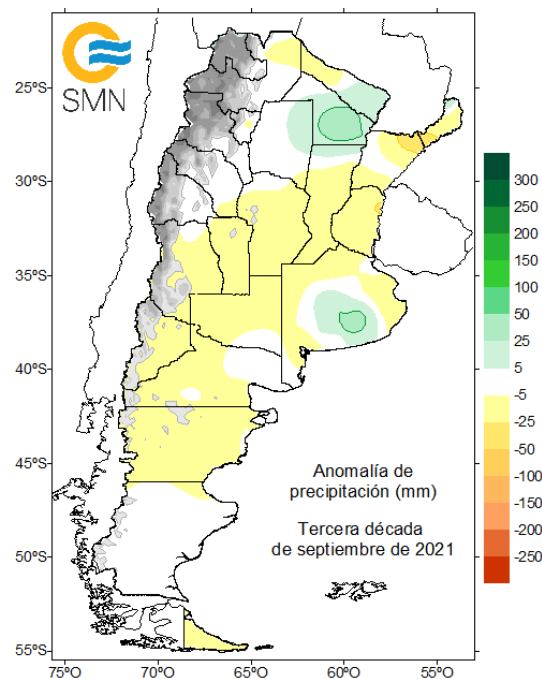 SMN
25ºS
30ºS
35ºS
40ºS
45ºS
50ºS
55ºS
75ºO
70ºO
65ºO
60ºO
55ºO
300
250
200
150
100
50
25
5
-5
-25
-50
-100
-150
-200
-250
Anomalía de
precipitación (mm)
Tercera década
de septiembre de 2021